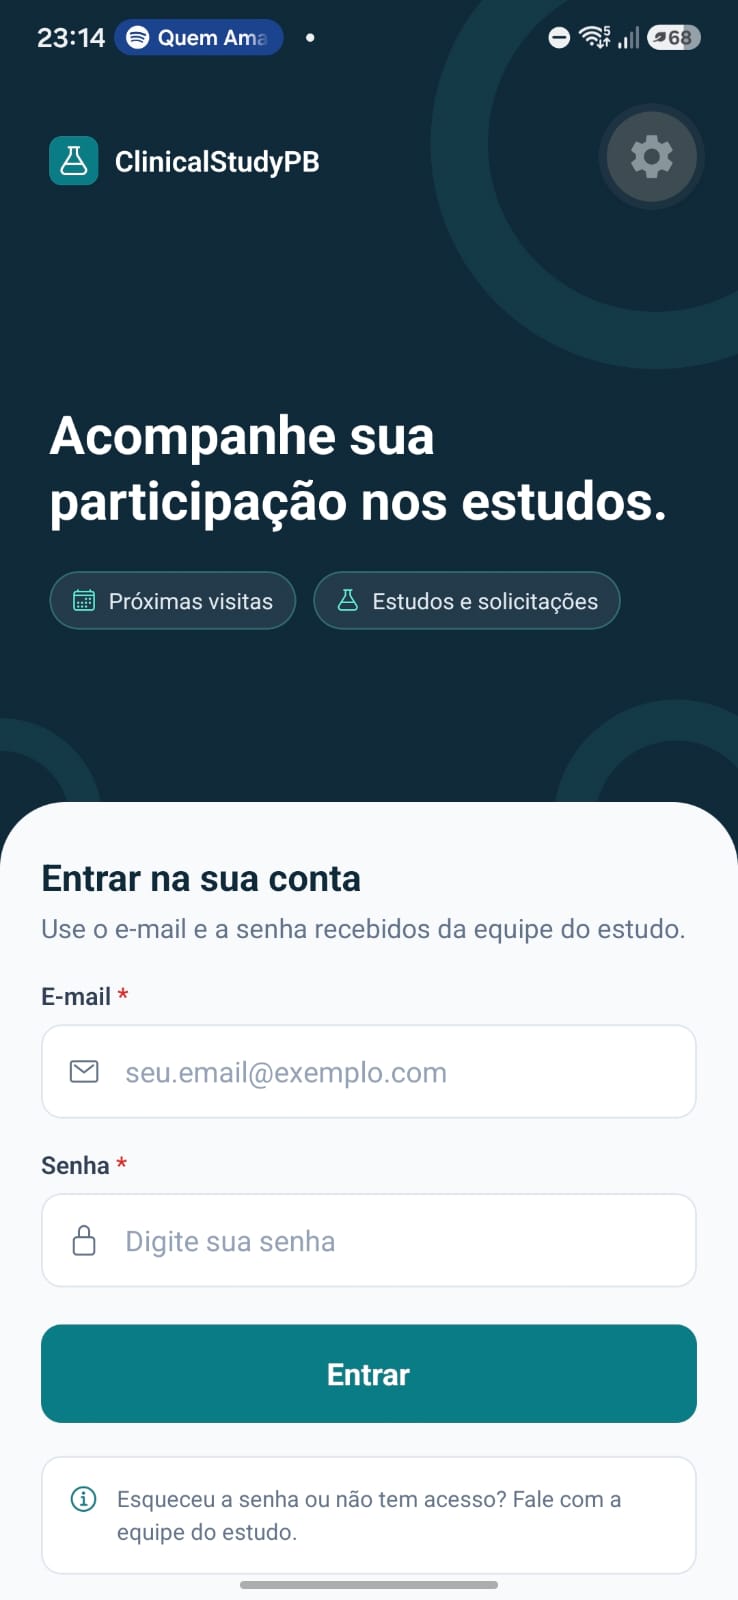 23:14 Quem Ama 5 68
ClinicalStudyPB
Acompanhe sua
participação nos estudos.
Próximas visitas Estudos e solicitações
Entrar na sua conta
Use o e-mail e a senha recebidos da equipe do estudo.
E-mail *
seu.email@exemplo.com
Senha *
Digite sua senha
Entrar
Esqueceu a senha ou não tem acesso? Fale com a
equipe do estudo.